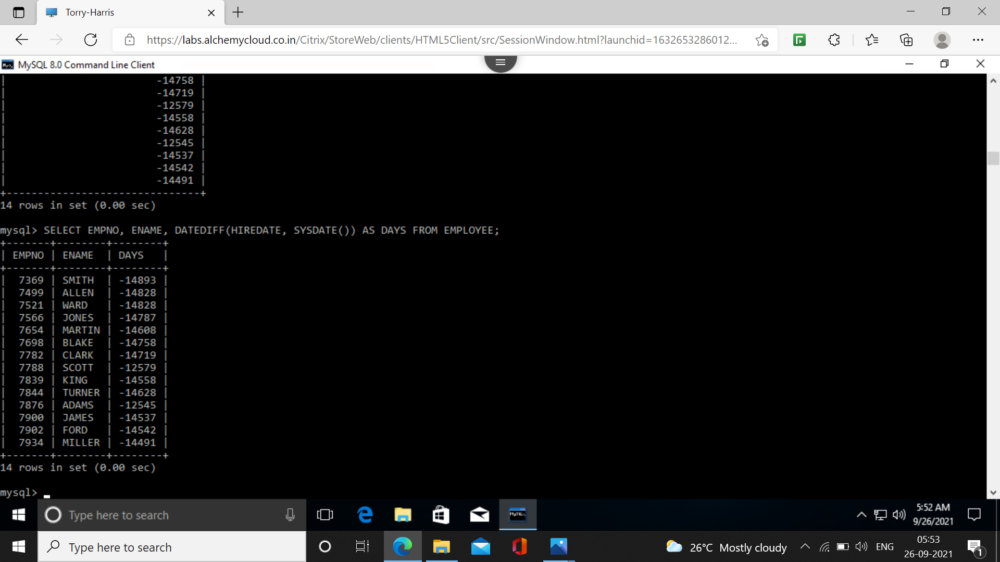 Torry-Harris
https://labs.alchemycloud.co.in/Citrix/StoreWeb/clients/HTML5Client/src/SessionWindow.html?launchid=1632653286012...
MySQL 8.0 Command Line Client
| -14758 |
| -14719 |
| -12579 |
| -14558 |
| -14628 |
| -12545 |
| -14537 |
| -14542 |
| -14491 |
+-------------------------------+
14 rows in set (0.00 sec)
mysql> SELECT EMPNO, ENAME, DATEDIFF(HIREDATE, SYSDATE()) AS DAYS FROM EMPLOYEE;
+-------+--------+--------+
| EMPNO | ENAME | DAYS |
+-------+--------+--------+
| 7369 | SMITH | -14893 |
| 7499 | ALLEN | -14828 |
| 7521 | WARD | -14828 |
| 7566 | JONES | -14787 |
| 7654 | MARTIN | -14608 |
| 7698 | BLAKE | -14758 |
| 7782 | CLARK | -14719 |
| 7788 | SCOTT | -12579 |
| 7839 | KING | -14558 |
| 7844 | TURNER | -14628 |
| 7876 | ADAMS | -12545 |
| 7900 | JAMES | -14537 |
| 7902 | FORD | -14542 |
| 7934 | MILLER | -14491 |
+-------+--------+--------+
14 rows in set (0.00 sec)
mysql>
Type here to search
5:52 AM
9/26/2021
Type here to search
26°C Mostly cloudy
ENG
05:53
26-09-2021
1